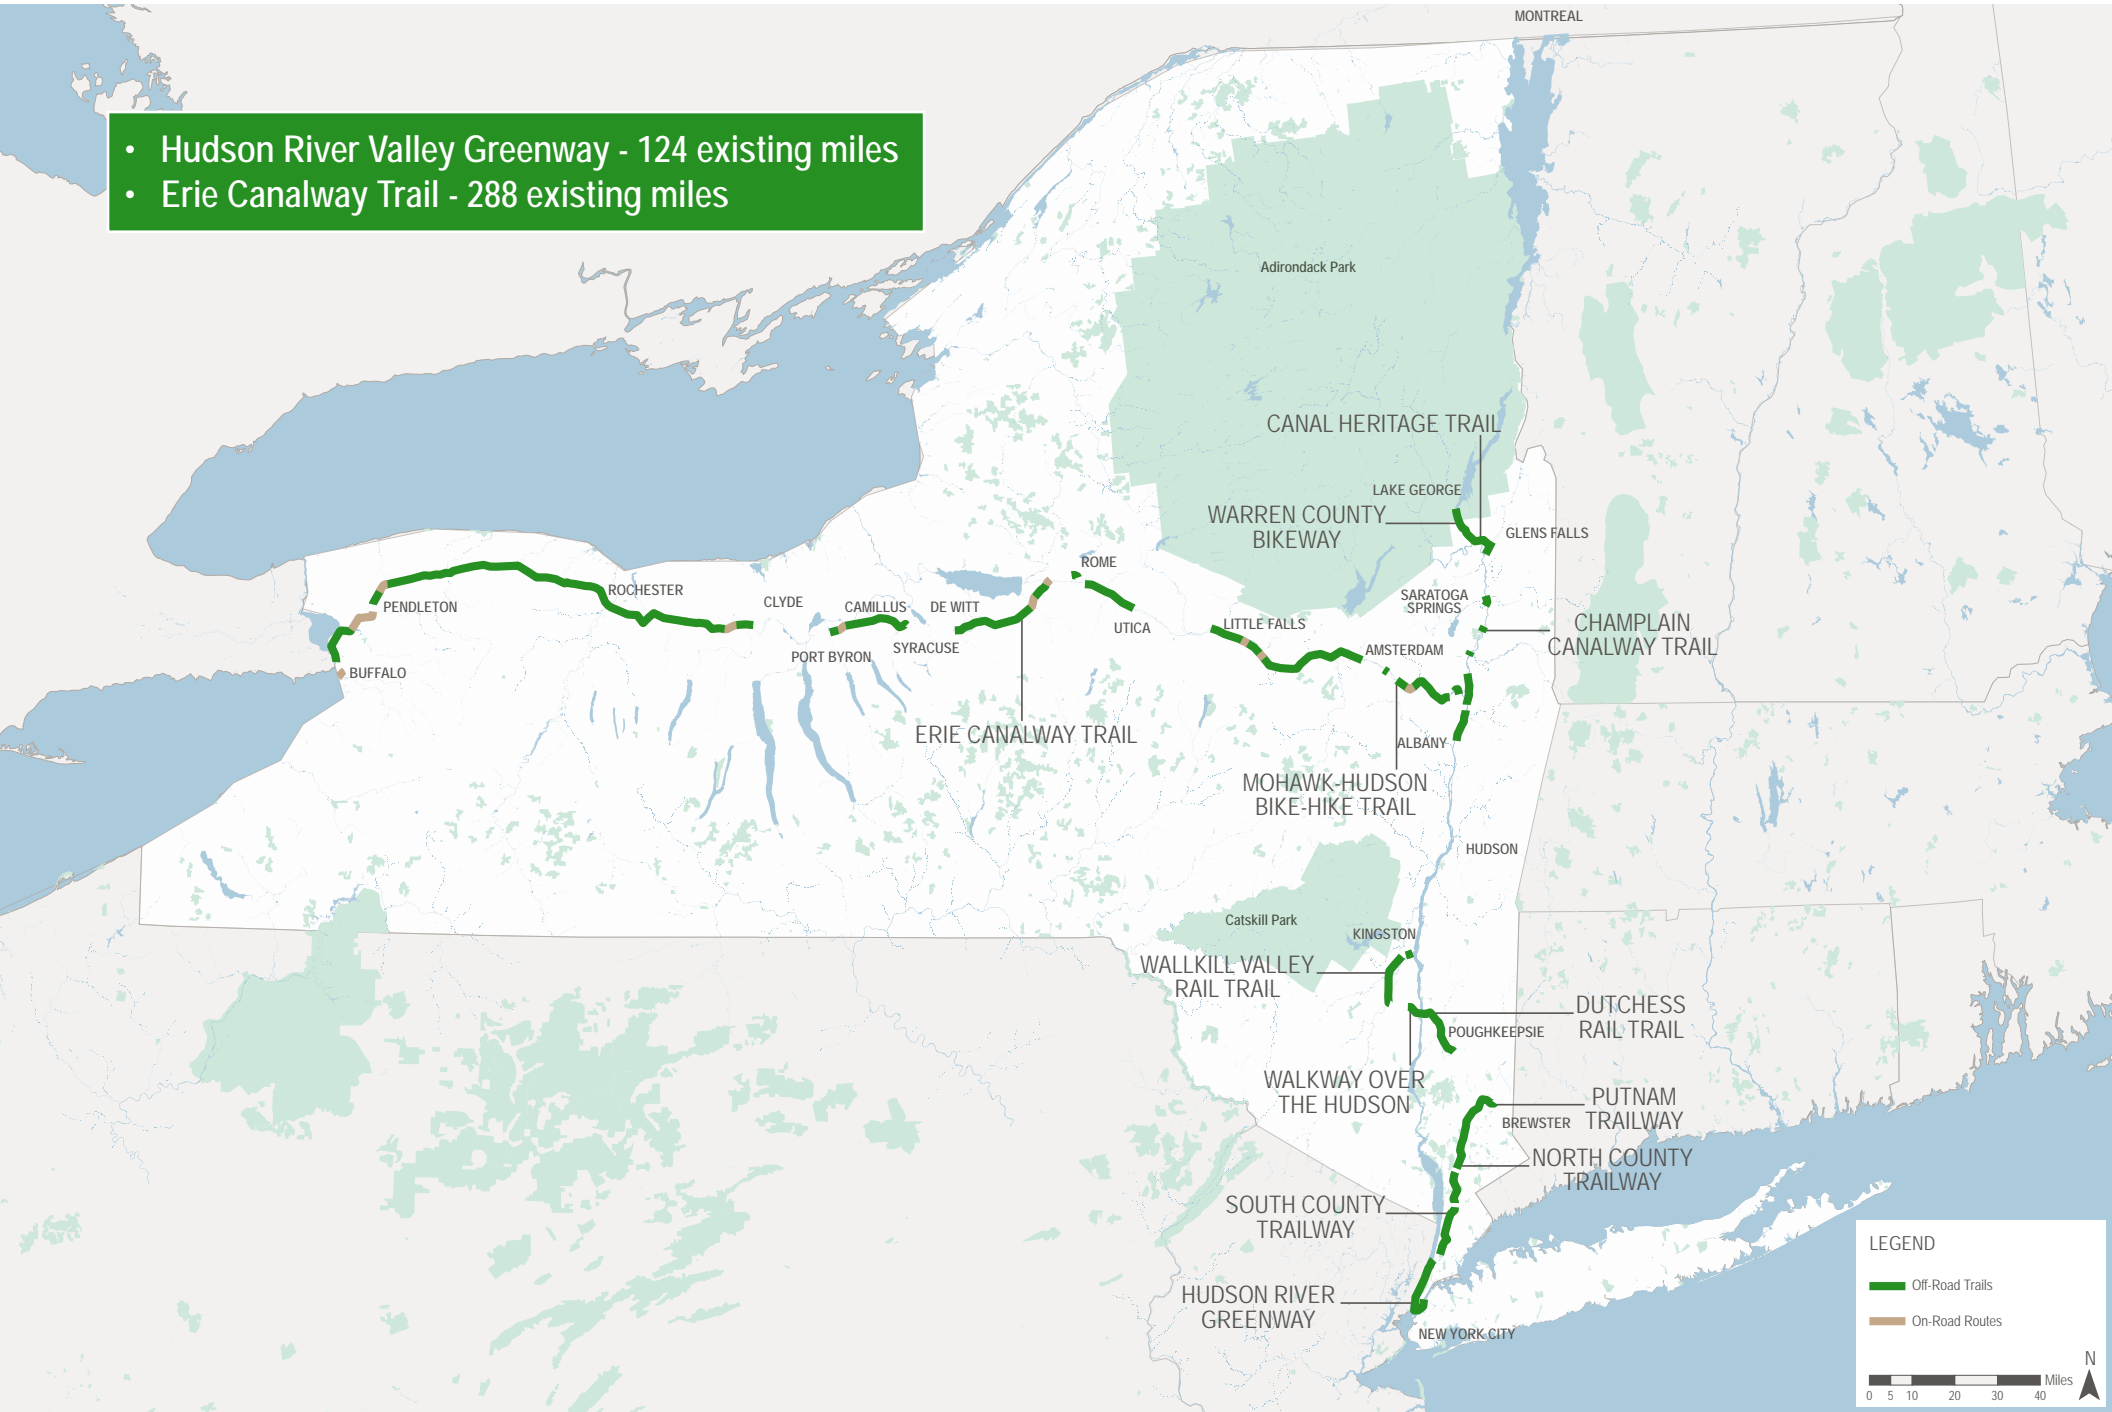 MONTREAL
• Hudson River Valley Greenway - 124 existing miles
• Erie Canalway Trail - 288 existing miles
Adirondack Park
CANAL HERITAGE TRAIL
LAKE GEORGE
WARREN COUNTY
BIKEWAY
GLENS FALLS
ROME
ROCHESTER
PENDLETON
CLYDE
CAMILLUS
DE WITT
SARATOGA
SPRINGS
UTICA
LITTLE FALLS
CHAMPLAIN
CANALWAY TRAIL
PORT BYRON
SYRACUSE
AMSTERDAM
BUFFALO
ERIE CANALWAY TRAIL
ALBANY
MOHAWK-HUDSON
BIKE-HIKE TRAIL
HUDSON
Catskill Park
KINGSTON
WALLKILL VALLEY
RAIL TRAIL
DUTCHESS
RAIL TRAIL
POUGHKEEPSIE
WALKWAY OVER
THE HUDSON
PUTNAM
TRAILWAY
BREWSTER
NORTH COUNTY
TRAILWAY
SOUTH COUNTY
TRAILWAY
HUDSON RIVER
GREENWAY
NEW YORK CITY
LEGEND
Off-Road Trails
On-Road Routes
N
Miles
0 5 10 20 30 40